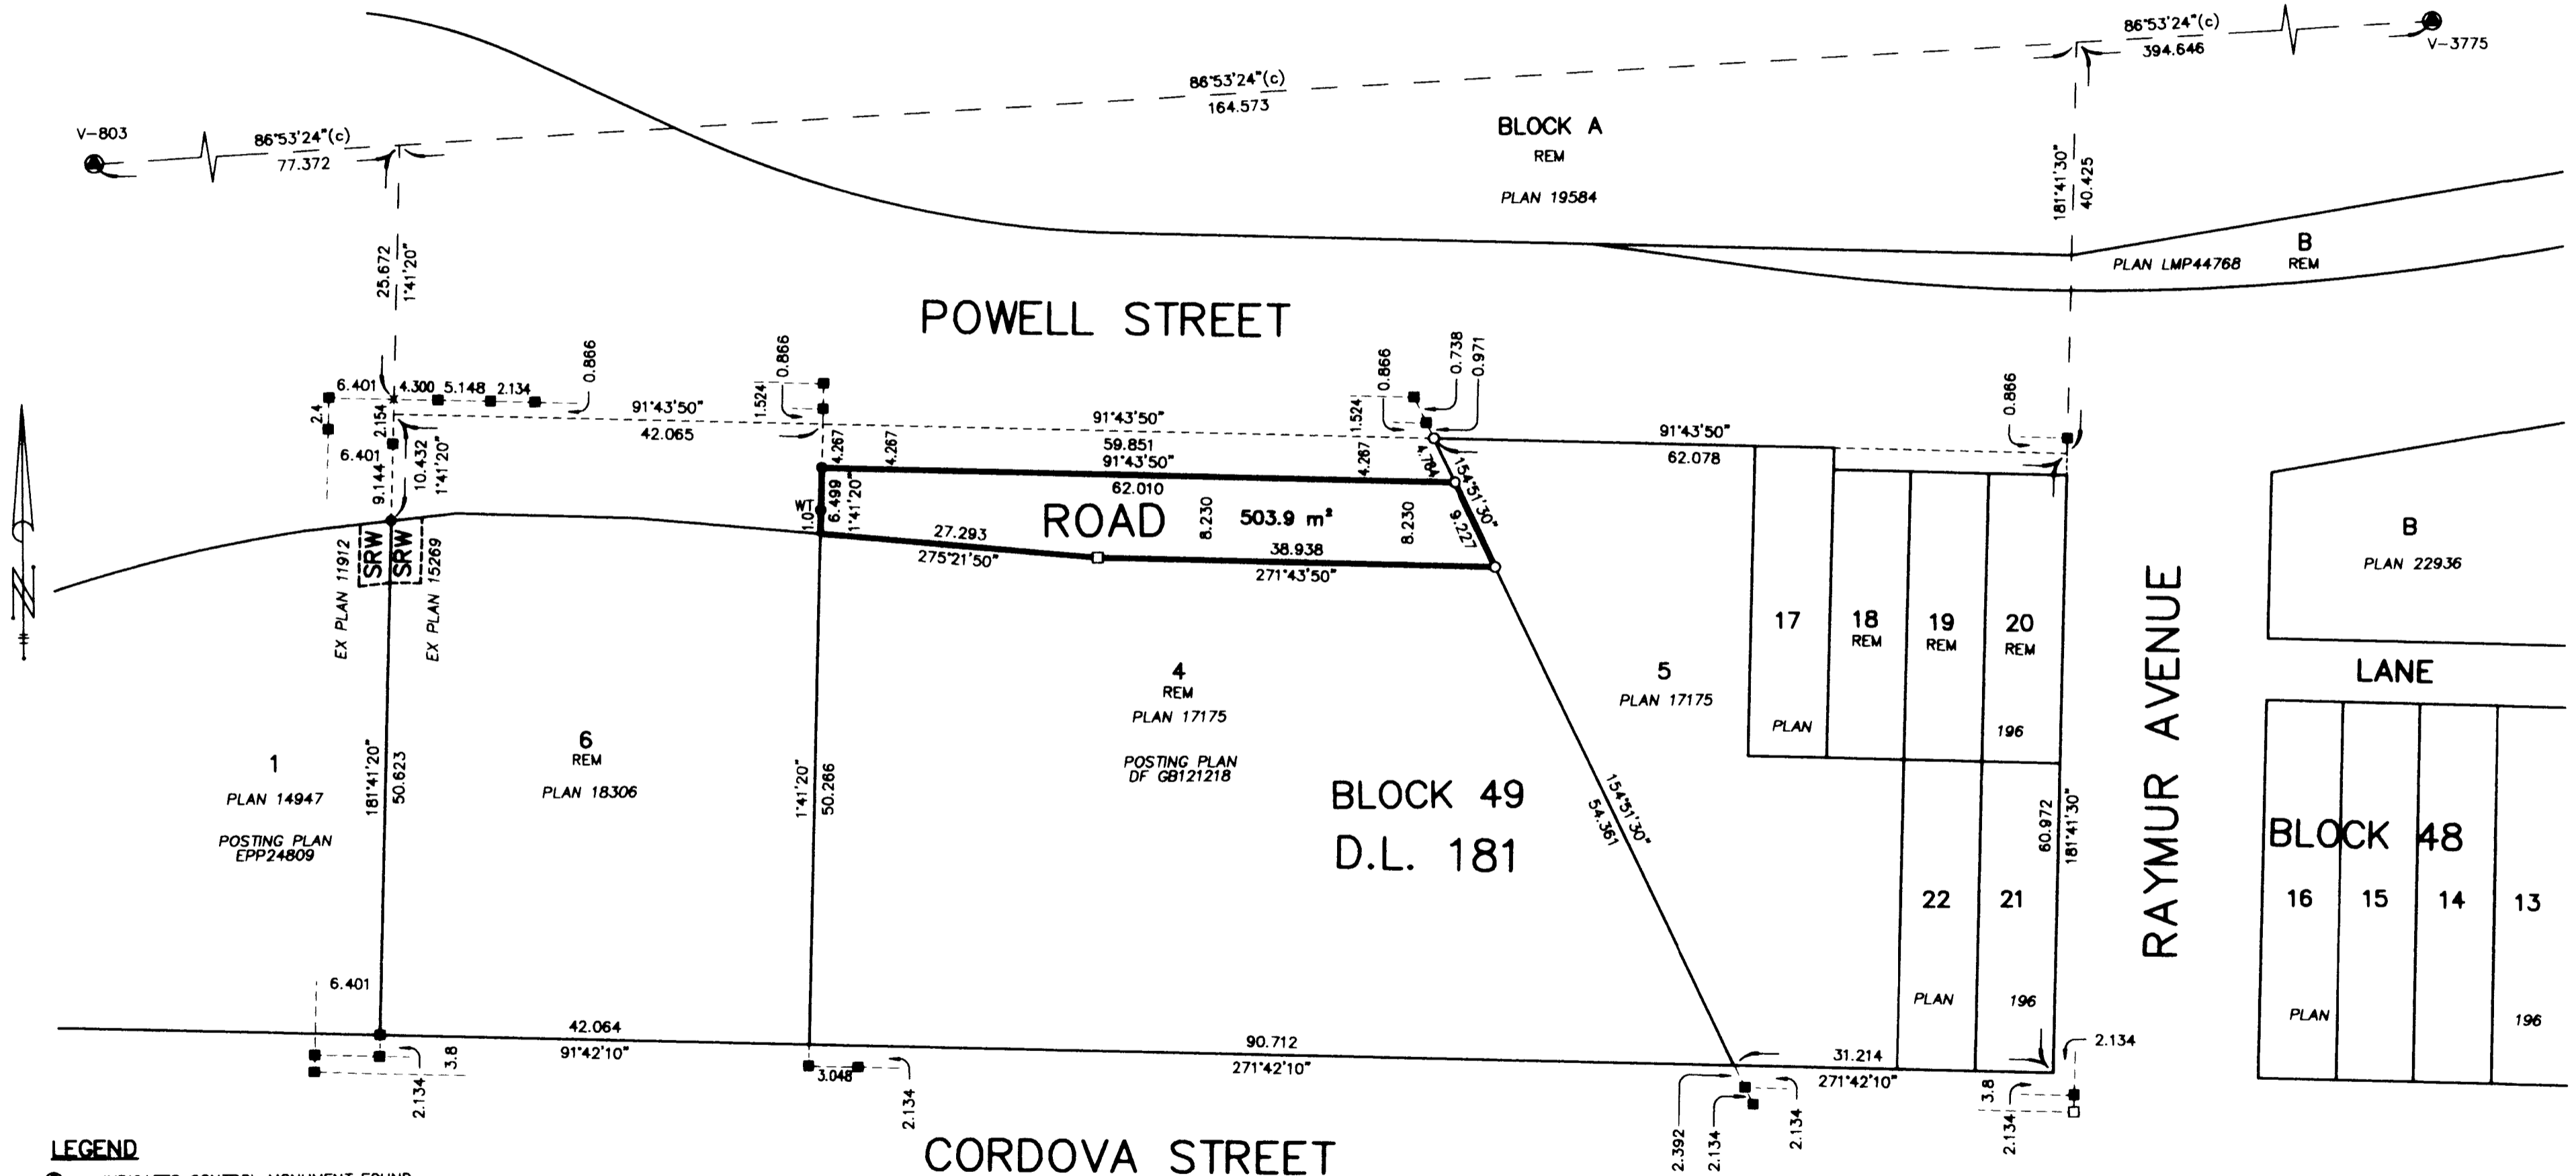 86°53'24"(c)
394.646
V-3775
86°53'24"(c)
164.573
V-803
86°53'24"(c)
77.372
BLOCK A
REM
PLAN 19584
181°41'30"
40.425
25.672
1°41'20"
B
REM
PLAN LMP44768
POWELL STREET
6.401
4.300
5.148
2.134
0.866
2.4
2.154
6.401
9.144
10.432
1°41'20"
91°43'50"
42.065
1.524
0.866
4.267
4.267
91°43'50"
59.851
91°43'50"
62.010
1.524
0.866
0.738
0.971
4.267
4.784
154°51'30"
9.227
91°43'50"
62.078
0.866
WT
1.0
6.499
1°41'20"
ROAD
503.9 m²
8.230
8.230
27.293
275°21'50"
38.938
271°43'50"
SRW
SRW
EX PLAN 11912
EX PLAN 15269
N
17
18
REM
19
REM
20
REM
PLAN
196
B
PLAN 22936
LANE
RAYMUR AVENUE
4
REM
PLAN 17175
POSTING PLAN
DF GB121218
5
PLAN 17175
6
REM
PLAN 18306
1
PLAN 14947
POSTING PLAN
EPP24809
181°41'20"
50.623
1°41'20"
50.266
BLOCK 49
D.L. 181
154°51'30"
54.361
60.972
181°41'30"
22
21
PLAN
196
BLOCK 48
16
15
14
13
PLAN
196
6.401
42.064
91°42'10"
2.134
3.8
3.048
2.134
90.712
271°42'10"
31.214
271°42'10"
2.392
2.134
2.134
3.8
2.134
2.134
CORDOVA STREET
LEGEND